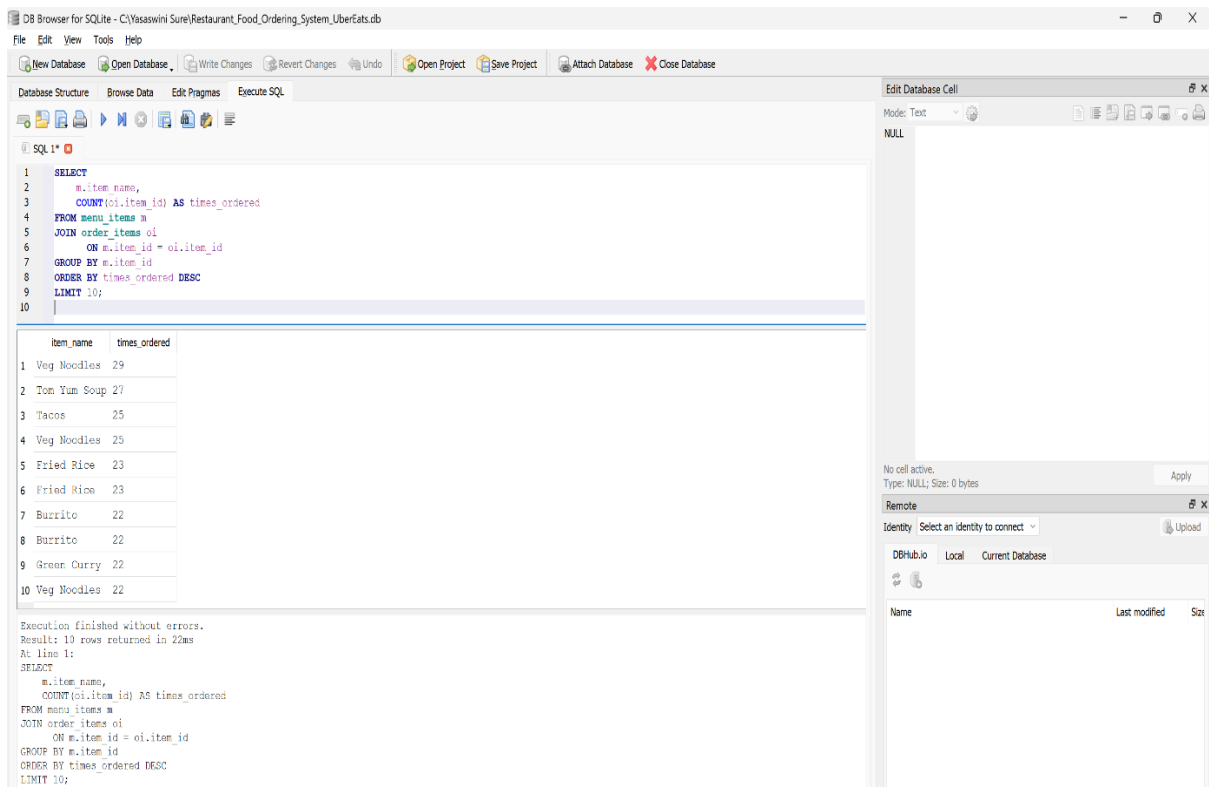 DB Browser for SQLite - C:\Yasaswini Sure\Restaurant_Food_Ordering_System_UberEats.db
File Edit View Tools Help
New Database Open Database Write Changes Revert Changes Undo Open Project Save Project Attach Database Close Database
Database Structure Browse Data Edit Pragmas Execute SQL
SQL 1*
1 SELECT
2 m.item_name,
3 COUNT(oi.item_id) AS times_ordered
4 FROM menu_items m
5 JOIN order_items oi
6 ON m.item_id = oi.item_id
7 GROUP BY m.item_id
8 ORDER BY times_ordered DESC
9 LIMIT 10;
10
item_name times_ordered
1 Veg Noodles 29
2 Tom Yum Soup 27
3 Tacos 25
4 Veg Noodles 25
5 Fried Rice 23
6 Fried Rice 23
7 Burrito 22
8 Burrito 22
9 Green Curry 22
10 Veg Noodles 22
Execution finished without errors.
Result: 10 rows returned in 22ms
At line 1:
SELECT
m.item_name,
COUNT(oi.item_id) AS times_ordered
FROM menu_items m
JOIN order_items oi
ON m.item_id = oi.item_id
GROUP BY m.item_id
ORDER BY times_ordered DESC
LIMIT 10;
Edit Database Cell
Mode: Text
NULL
No cell active.
Type: NULL; Size: 0 bytes
Apply
Remote
Identity Select an identity to connect Upload
DBHub.io Local Current Database
Name Last modified Size